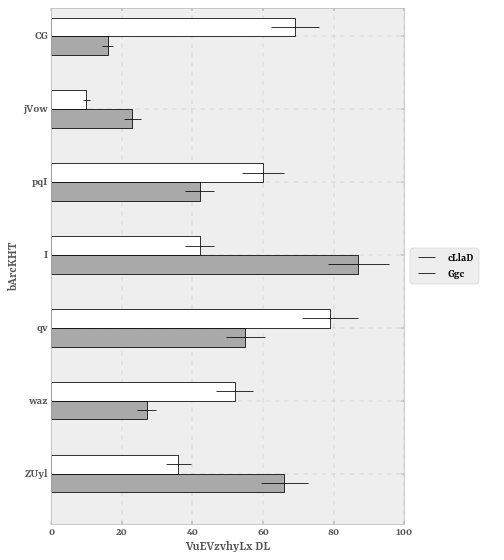 CG
jVow
pqI
I
qv
waz
ZUyl
0 20 40 60 80 100
VuEVzvhyLx DL
bArcKHT
cLlaD
Ggc